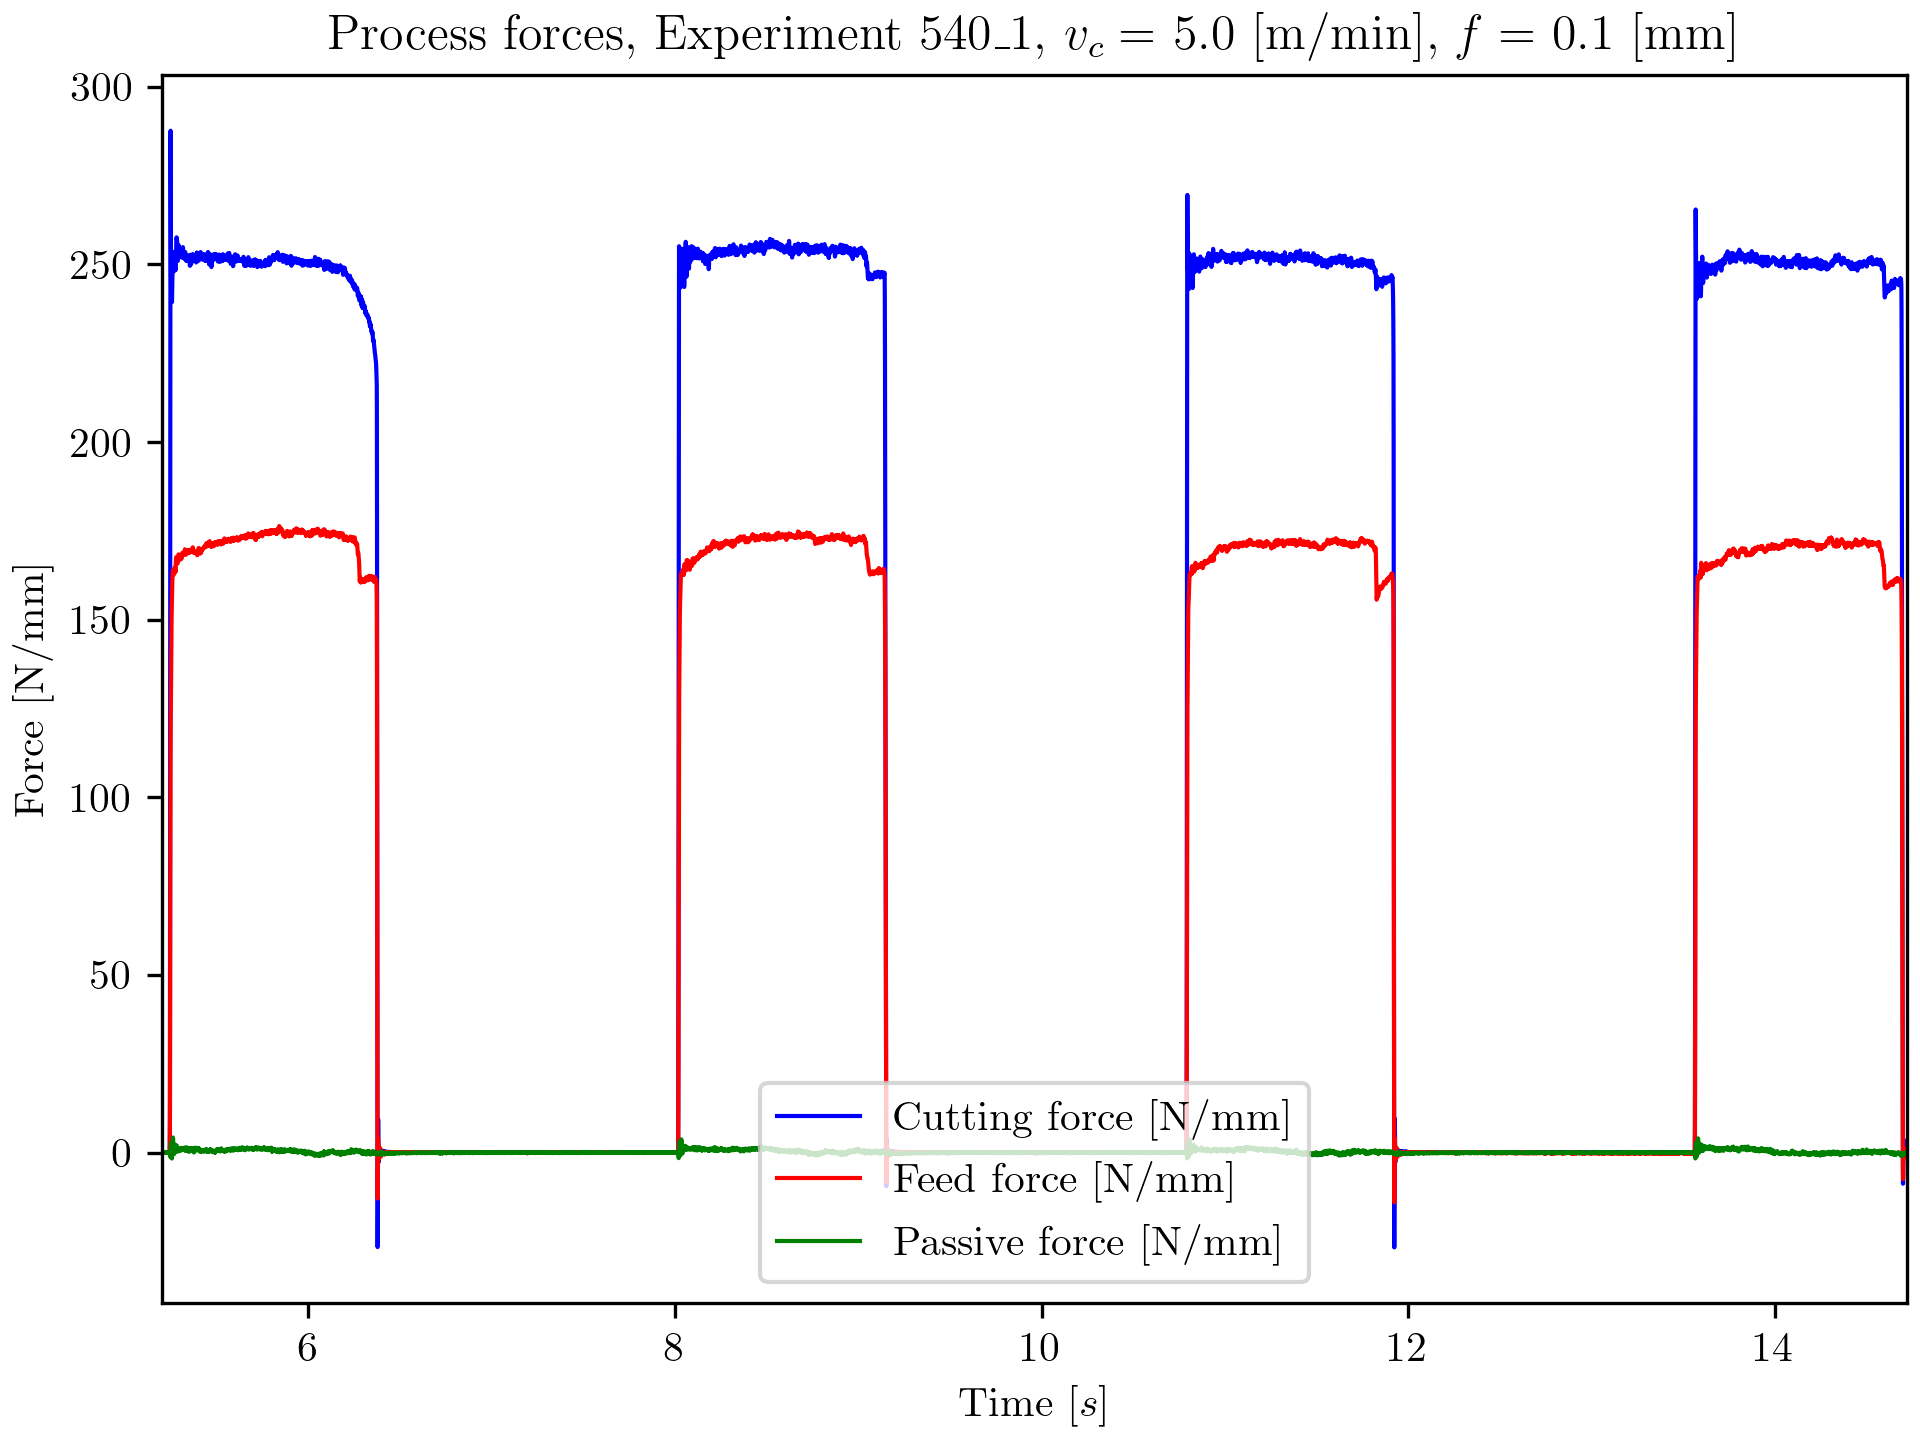 Process forces, Experiment 540_1, v_c = 5.0 [m/min], f = 0.1 [mm]
300
250
200
150
100
50
0
Force [N/mm]
Cutting force [N/mm]
Feed force [N/mm]
Passive force [N/mm]
6 8 10 12 14
Time [s]